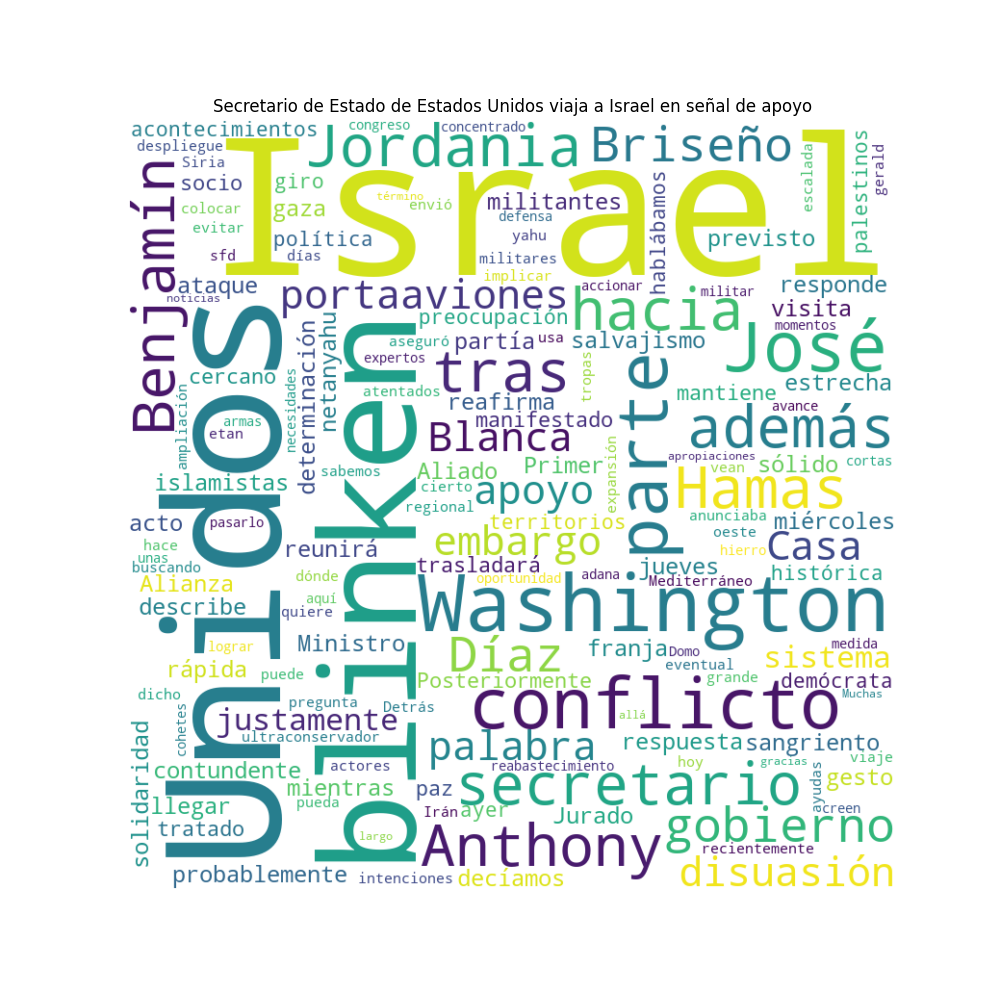 Secretario de Estado de Estados Unidos viaja a Israel en señal de apoyo
acontecimientos
congreso
concentrado
despliegue
Siria
socio
giro
Jordania
Briseño
Israel
palestinos
gerald
escalada
Benjamín
colocar
evitar
gaza
término
envió
militantes
defensa
yahu
hablábamos
previsto
política
sfd
días
militares
implicar
ataque
noticias
portaaviones
accionar
militar
responde
hacia
visita
momentos
preocupación
Unidos
blinken
determinación
netanyahu
aseguró
partía
usa
salvajismo
José
expertos
tras
cercano
atentados
tropas
parte
mantiene
estrecha
ampliación
necesidades
reafirma
manifestado
avance
además
armas
etan
Blanca
sabemos
Aliado
Primer
expansión
apropiaciones
vean
sólido
cortas
islamistas
cierto
apoyo
Hamas
regional
acto
pasarlo
territorios
anunciaba
miércoles
oeste
hace
unas
buscando
reunirá
embargo
Casa
hierro
trasladará
jueves
Alianza
dónde
oportunidad
adana
Mediterráneo
histórica
describe
aquí
quiere
Washington
Ministro
lograr
franja
Domo
medida
rápida
puede
Díaz
eventual
sistema
Posteriormente
grande
demócrata
dicho
pregunta
Detrás
conflicto
Muchas
solidaridad
cohetes
justamente
allá
ultraconservador
palabra
respuesta
sangriento
contundente
actores
reabastecimiento
hoy
gracias
viaje
mientras
paz
secretario
ayudas
gesto
llegar
pueda
Irán
ayer
Jurado
screen
tratado
largo
Anthony
gobierno
recientemente
probablemente
intenciones
decíamos
disuasión